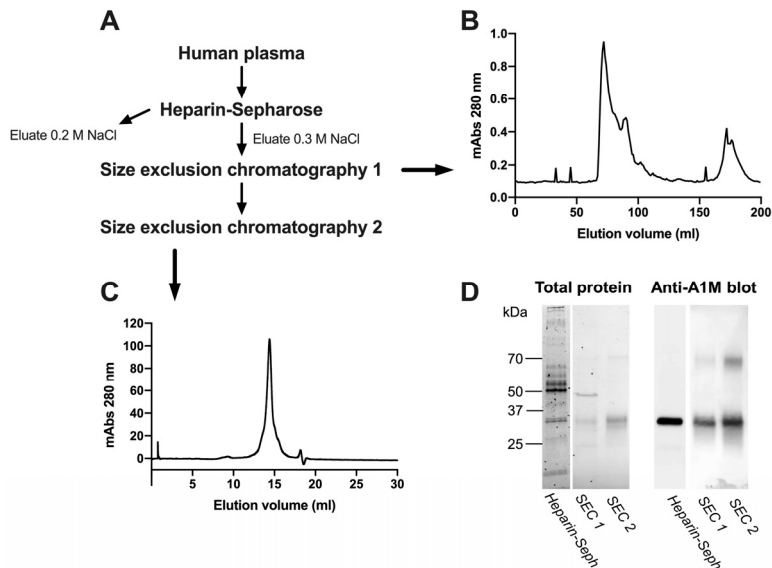 A
Human plasma
Heparin-Sepharose
Eluate 0.2 M NaCl
Eluate 0.3 M NaCl
Size exclusion chromatography 1
Size exclusion chromatography 2
B
mAbs 280 nm
1.0
0.8
0.6
0.4
0.2
0.0
0
50
100
150
200
Elution volume (ml)
C
mAbs 280 nm
120
100
80
60
40
20
0
5
10
15
20
25
30
Elution volume (ml)
D
Total protein
Anti-A1M blot
kDa
70
50
37
25
Heparin-Seph
SEC 1
SEC 2
Heparin-Seph
SEC 1
SEC 2